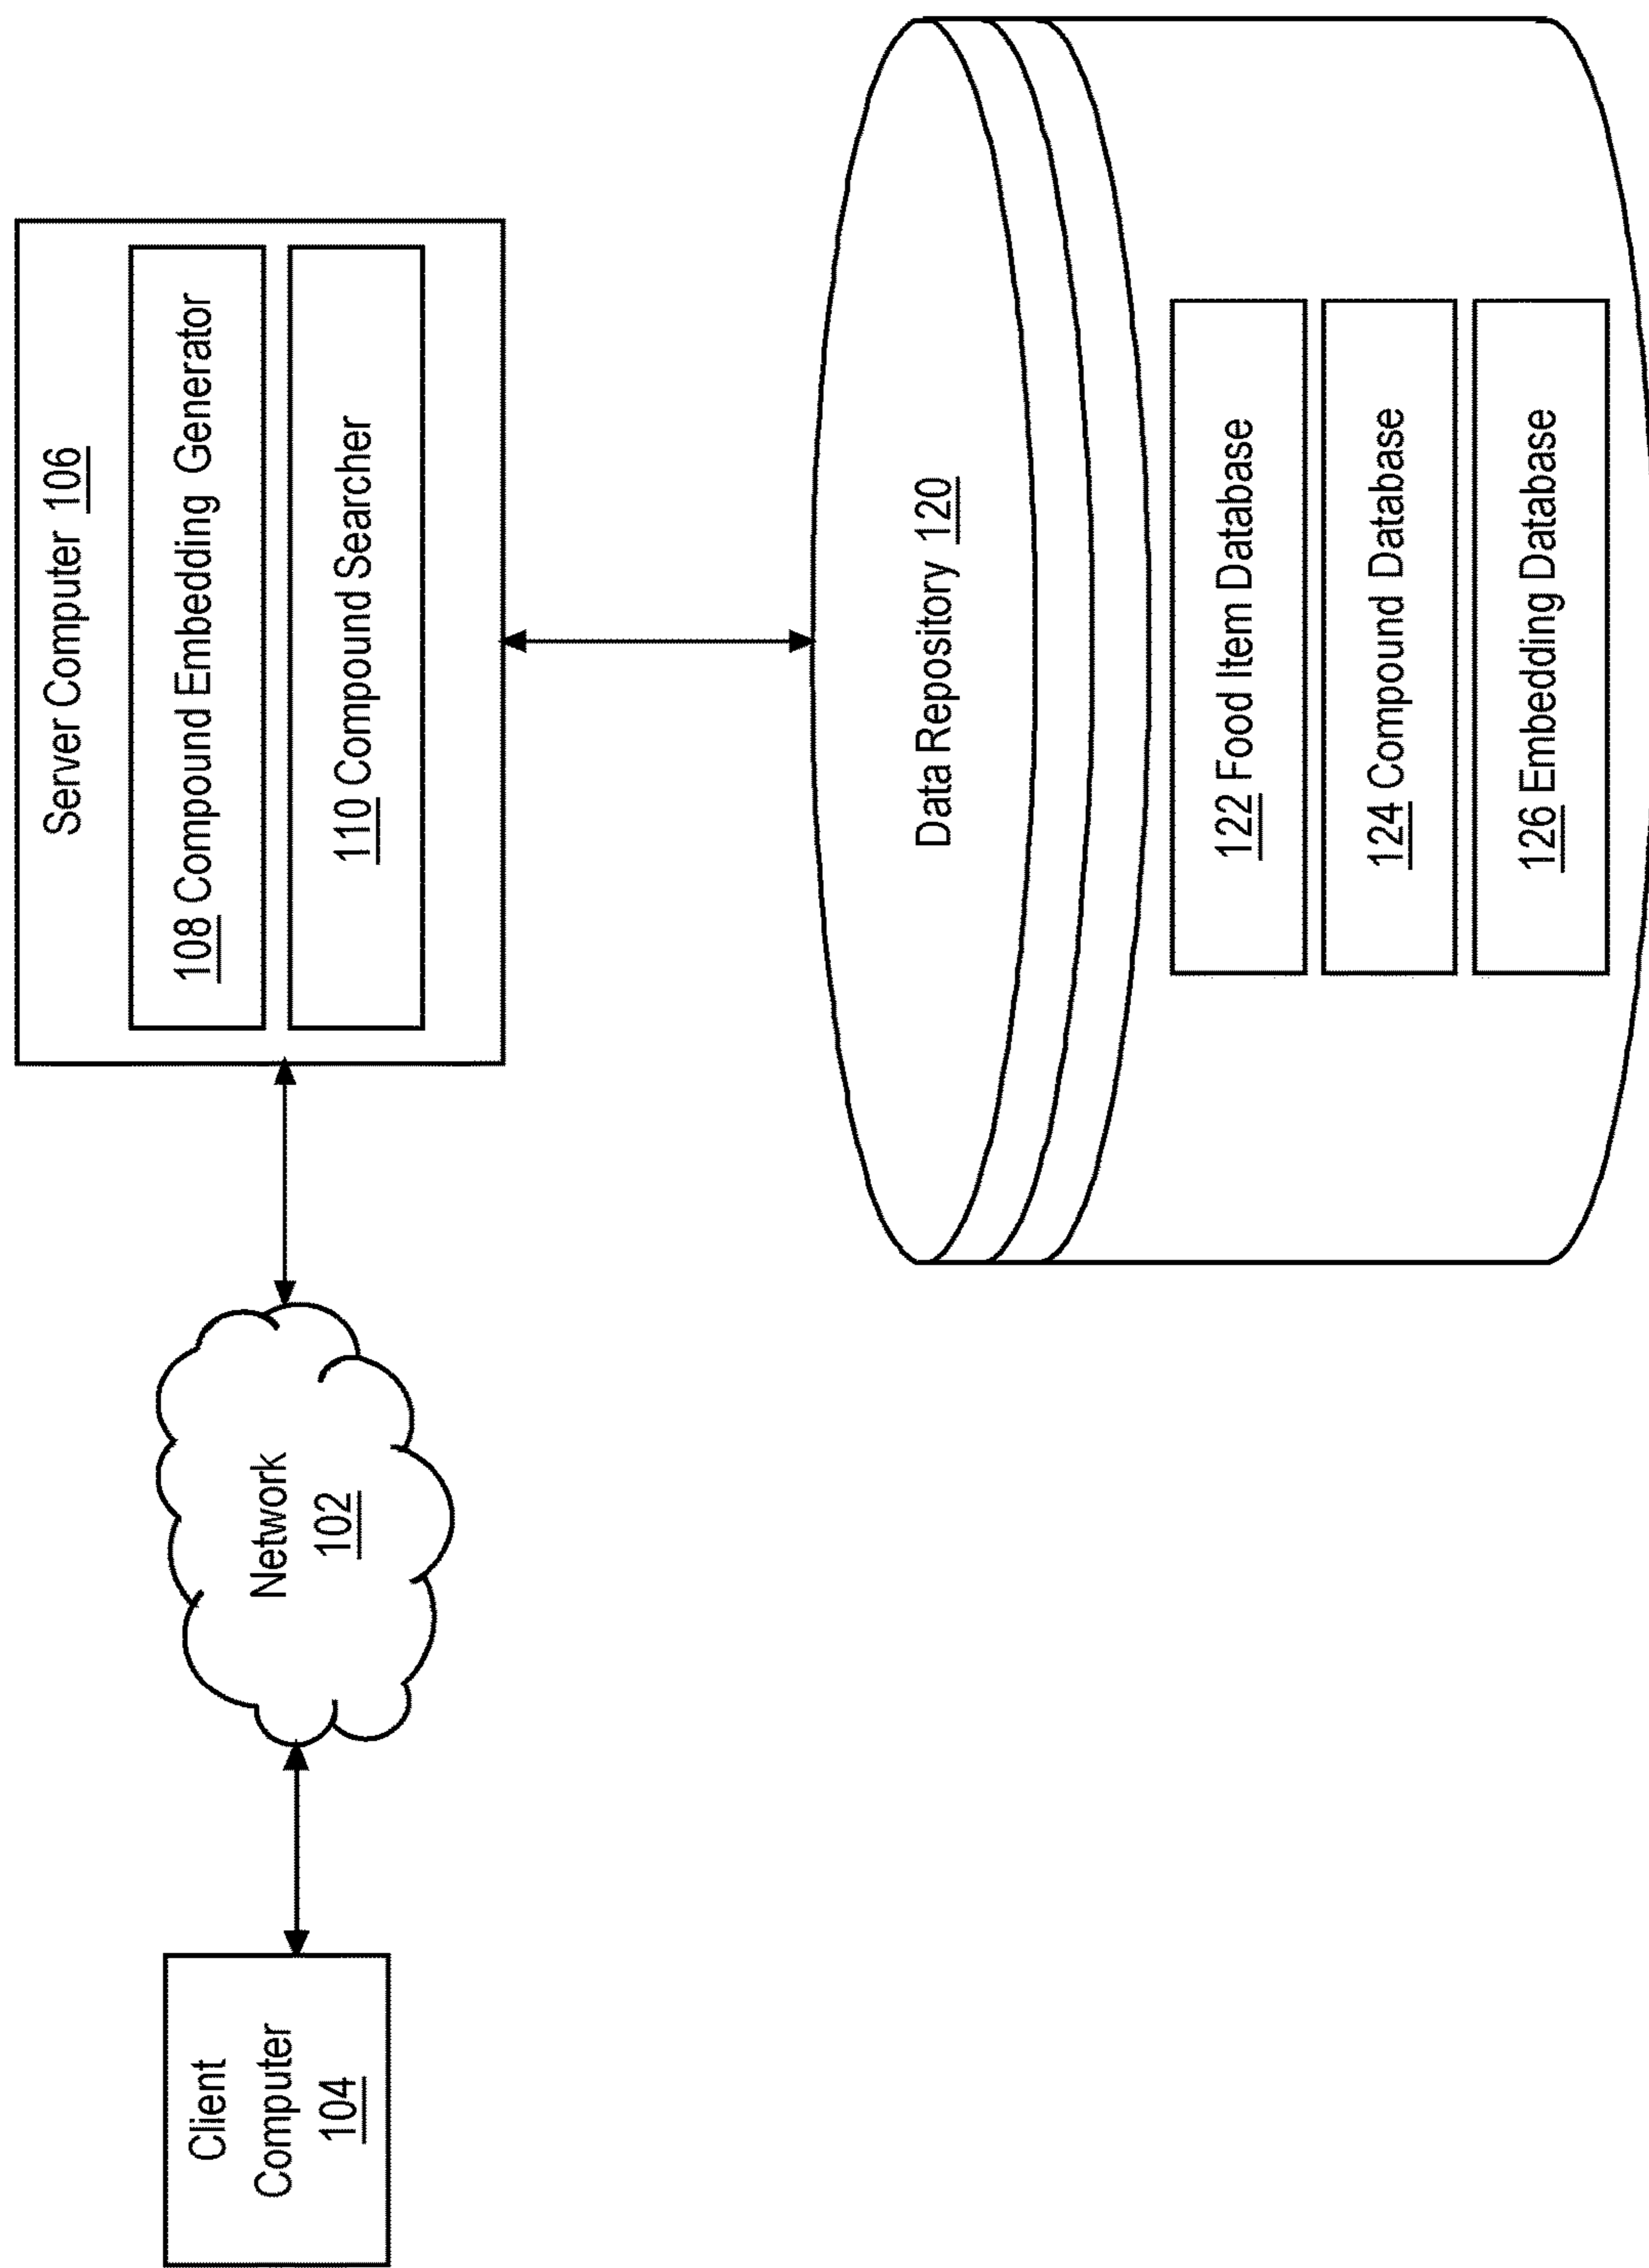 Client
Computer
104
Network
102
Server Computer 106
108 Compound Embedding Generator
110 Compound Searcher
Data Repository 120
122 Food Item Database
124 Compound Database
126 Embedding Database